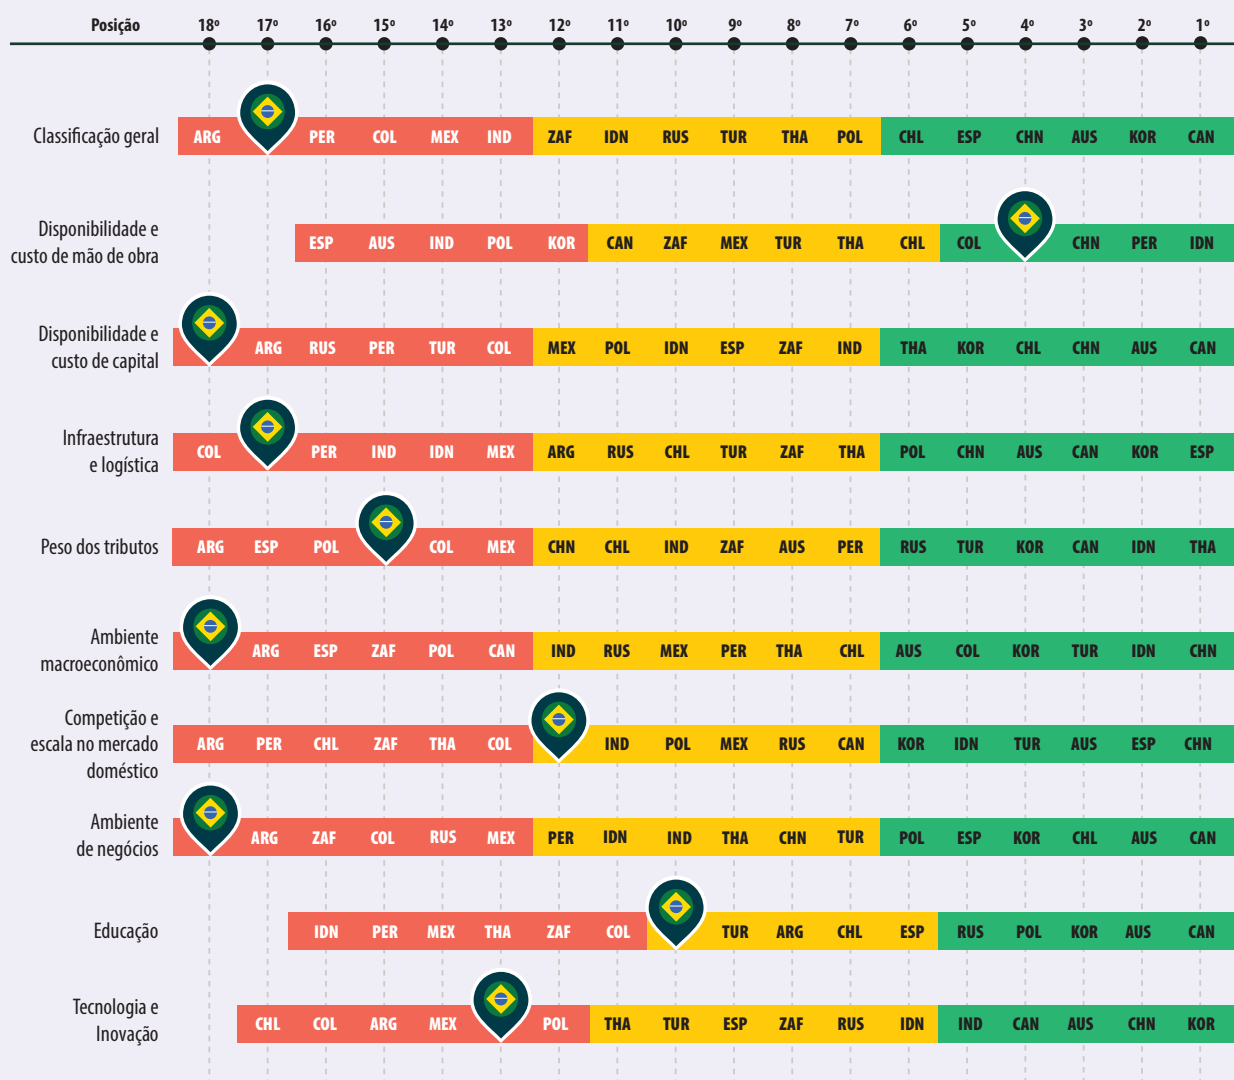 Posição 18º 17º 16º 15º 14º 13º 12º 11º 10º 9º 8º 7º 6º 5º 4º 3º 2º 1º
Classificação geral ARG PER COL MEX IND ZAF IDN RUS TUR THA POL CHL ESP CHN AUS KOR CAN
Disponibilidade e
custo de mão de obra
ESP AUS IND POL KOR CAN ZAF MEX TUR THA CHL COL CHN PER IDN
Disponibilidade e
custo de capital
ARG RUS PER TUR COL MEX POL IDN ESP ZAF IND THA KOR CHL CHN AUS CAN
Infraestrutura
e logística
COL PER IND IDN MEX ARG RUS CHL TUR ZAF THA POL CHN AUS CAN KOR ESP
Peso dos tributos ARG ESP POL COL MEX CHN CHL IND ZAF AUS PER RUS TUR KOR CAN IDN THA
Ambiente
macroeconômico
ARG ESP ZAF POL CAN IND RUS MEX PER THA CHL AUS COL KOR TUR IDN CHN
Competição e
escala no mercado
doméstico
ARG PER CHL ZAF THA COL IND POL MEX RUS CAN KOR IDN TUR AUS ESP CHN
Ambiente
de negócios
ARG ZAF COL RUS MEX PER IDN IND THA CHN TUR POL ESP KOR CHL AUS CAN
Educação IDN PER MEX THA ZAF COL TUR ARG CHL ESP RUS POL KOR AUS CAN
Tecnologia e
Inovação
CHL COL ARG MEX POL THA TUR ESP ZAF RUS IDN IND CAN AUS CHN KOR